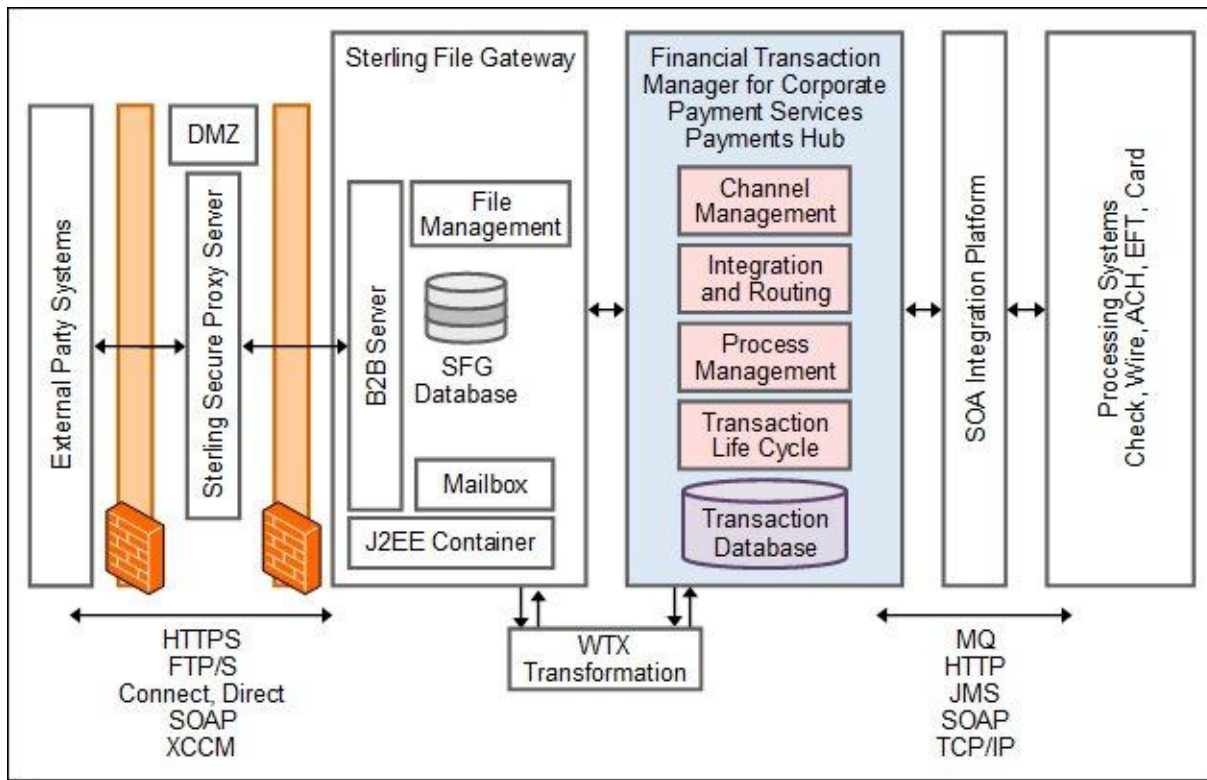 External Party Systems
DMZ
Sterling Secure Proxy Server
Sterling File Gateway
B2B Server
File
Management
SFG
Database
Mailbox
J2EE Container
Financial Transaction
Manager for Corporate
Payment Services
Payments Hub
Channel
Management
Integration
and Routing
Process
Management
Transaction
Life Cycle
Transaction
Database
SOA Integration Platform
Processing Systems
Check, Wire, ACH, EFT, Card
HTTPS
FTP/S
Connect, Direct
SOAP
XCCM
WTX
Transformation
MQ
HTTP
JMS
SOAP
TCP/IP